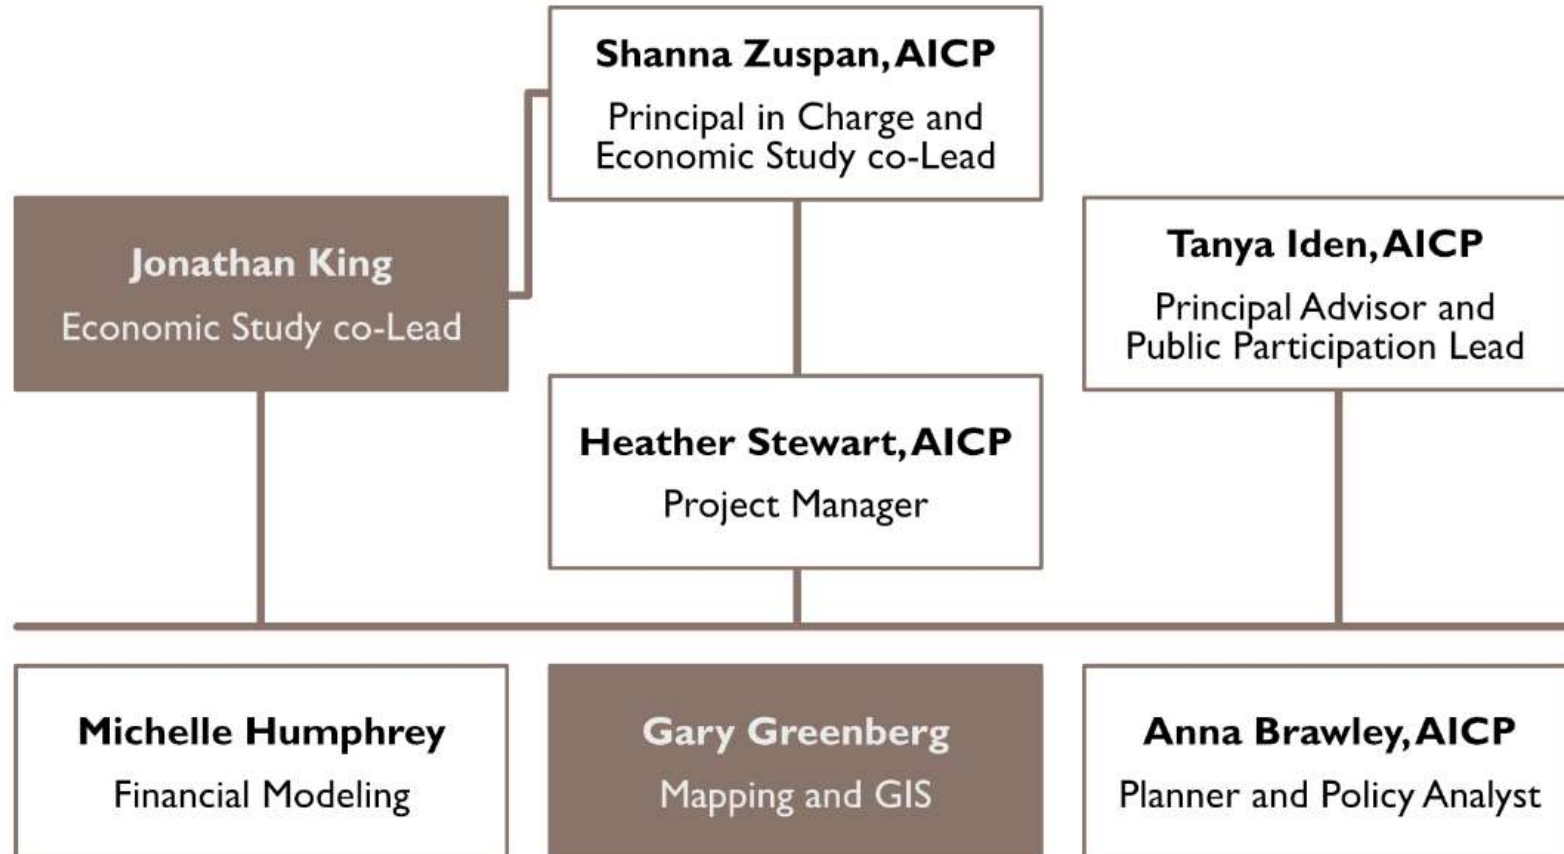 Shanna Zuspan, AICP
Principal in Charge and
Economic Study co-Lead
Jonathan King
Economic Study co-Lead
Tanya Iden, AICP
Principal Advisor and
Public Participation Lead
Heather Stewart, AICP
Project Manager
Michelle Humphrey
Financial Modeling
Gary Greenberg
Mapping and GIS
Anna Brawley, AICP
Planner and Policy Analyst